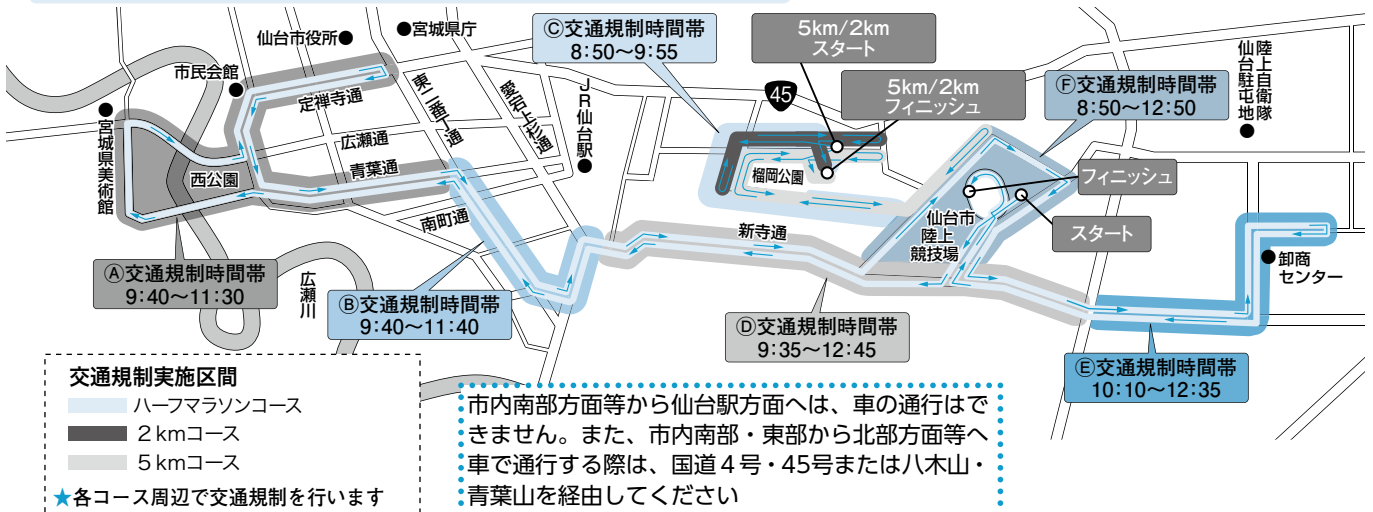 仙台市役所
宮城県庁
Ⓒ交通規制時間帯
8:50〜9:55
5km/2km
スタート
陸上自衛隊
仙台駐屯地
市民会館
定禅寺通
東二番丁通
愛宕上杉通
JR仙台駅
45
5km/2km
フィニッシュ
Ⓕ交通規制時間帯
8:50〜12:50
宮城県美術館
広瀬通
西公園
青葉通
榴岡公園
フィニッシュ
南町通
新寺通
仙台市
陸上
競技場
スタート
卸商
センター
Ⓐ交通規制時間帯
9:40〜11:30
広瀬川
Ⓑ交通規制時間帯
9:40〜11:40
Ⓓ交通規制時間帯
9:35〜12:45
Ⓔ交通規制時間帯
10:10〜12:35
交通規制実施区間
ハーフマラソンコース
2kmコース
5kmコース
★各コース周辺で交通規制を行います
市内南部方面等から仙台駅方面へは、車の通行はで
きません。また、市内南部・東部から北部方面等へ
車で通行する際は、国道4号・45号または八木山・
青葉山を経由してください